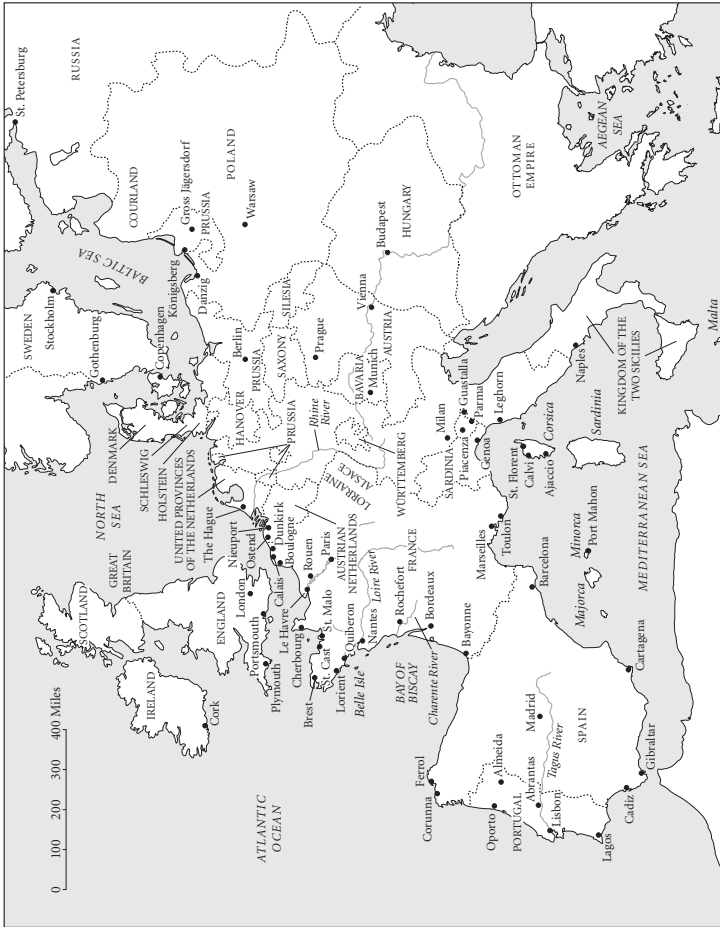 St. Petersburg
RUSSIA
SWEDEN
Stockholm
Gothenburg
BALTIC SEA
COURLAND
Copenhagen
DENMARK
SCHLESWIG
HOLSTEIN
Königsberg
Gross Jägersdorf
PRUSSIA
Danzig
POLAND
Warsaw
SCOTLAND
NORTH
SEA
GREAT
BRITAIN
IRELAND
Cork
ENGLAND
London
Portsmouth
Plymouth
UNITED PROVINCES
OF THE NETHERLANDS
The Hague
Nieuport
Ostend
Dunkirk
Boulogne
Calais
HANOVER
Berlin
PRUSSIA
PRUSSIA
SAXONY
SILESIA
Prague
Rhine
River
Le Havre
Rouen
Paris
Cherbourg
St. Malo
St. Cast
Brest
Lorient
Quiberon
Belle Isle
Nantes
Lorre River
AUSTRIAN
NETHERLANDS
LORRAINE
ALSACE
WÜRTTEMBERG
BAVARIA
Munich
Vienna
AUSTRIA
Budapest
HUNGARY
FRANCE
Rochefort
Bordeaux
BAY OF
BISCAY
Charente River
Bayonne
ATLANTIC
OCEAN
0 100 200 300 400 Miles
SARDINIA
Milan
Piacenza
Guastalla
Parma
Genoa
Leghorn
Marseilles
Toulon
St. Florent
Calvi
Ajaccio
Corsica
Sardinia
OTTOMAN
EMPIRE
AEGEAN
SEA
Naples
KINGDOM OF THE
TWO SICILIES
Malta
Ferrol
Corunna
Oporto
Almeida
PORTUGAL
Abrantas
Lisbon
Tagus River
Madrid
SPAIN
Barcelona
Majorca
Minorca
Port Mahon
MEDITERRANEAN SEA
Cartagena
Lagos
Cadiz
Gibraltar